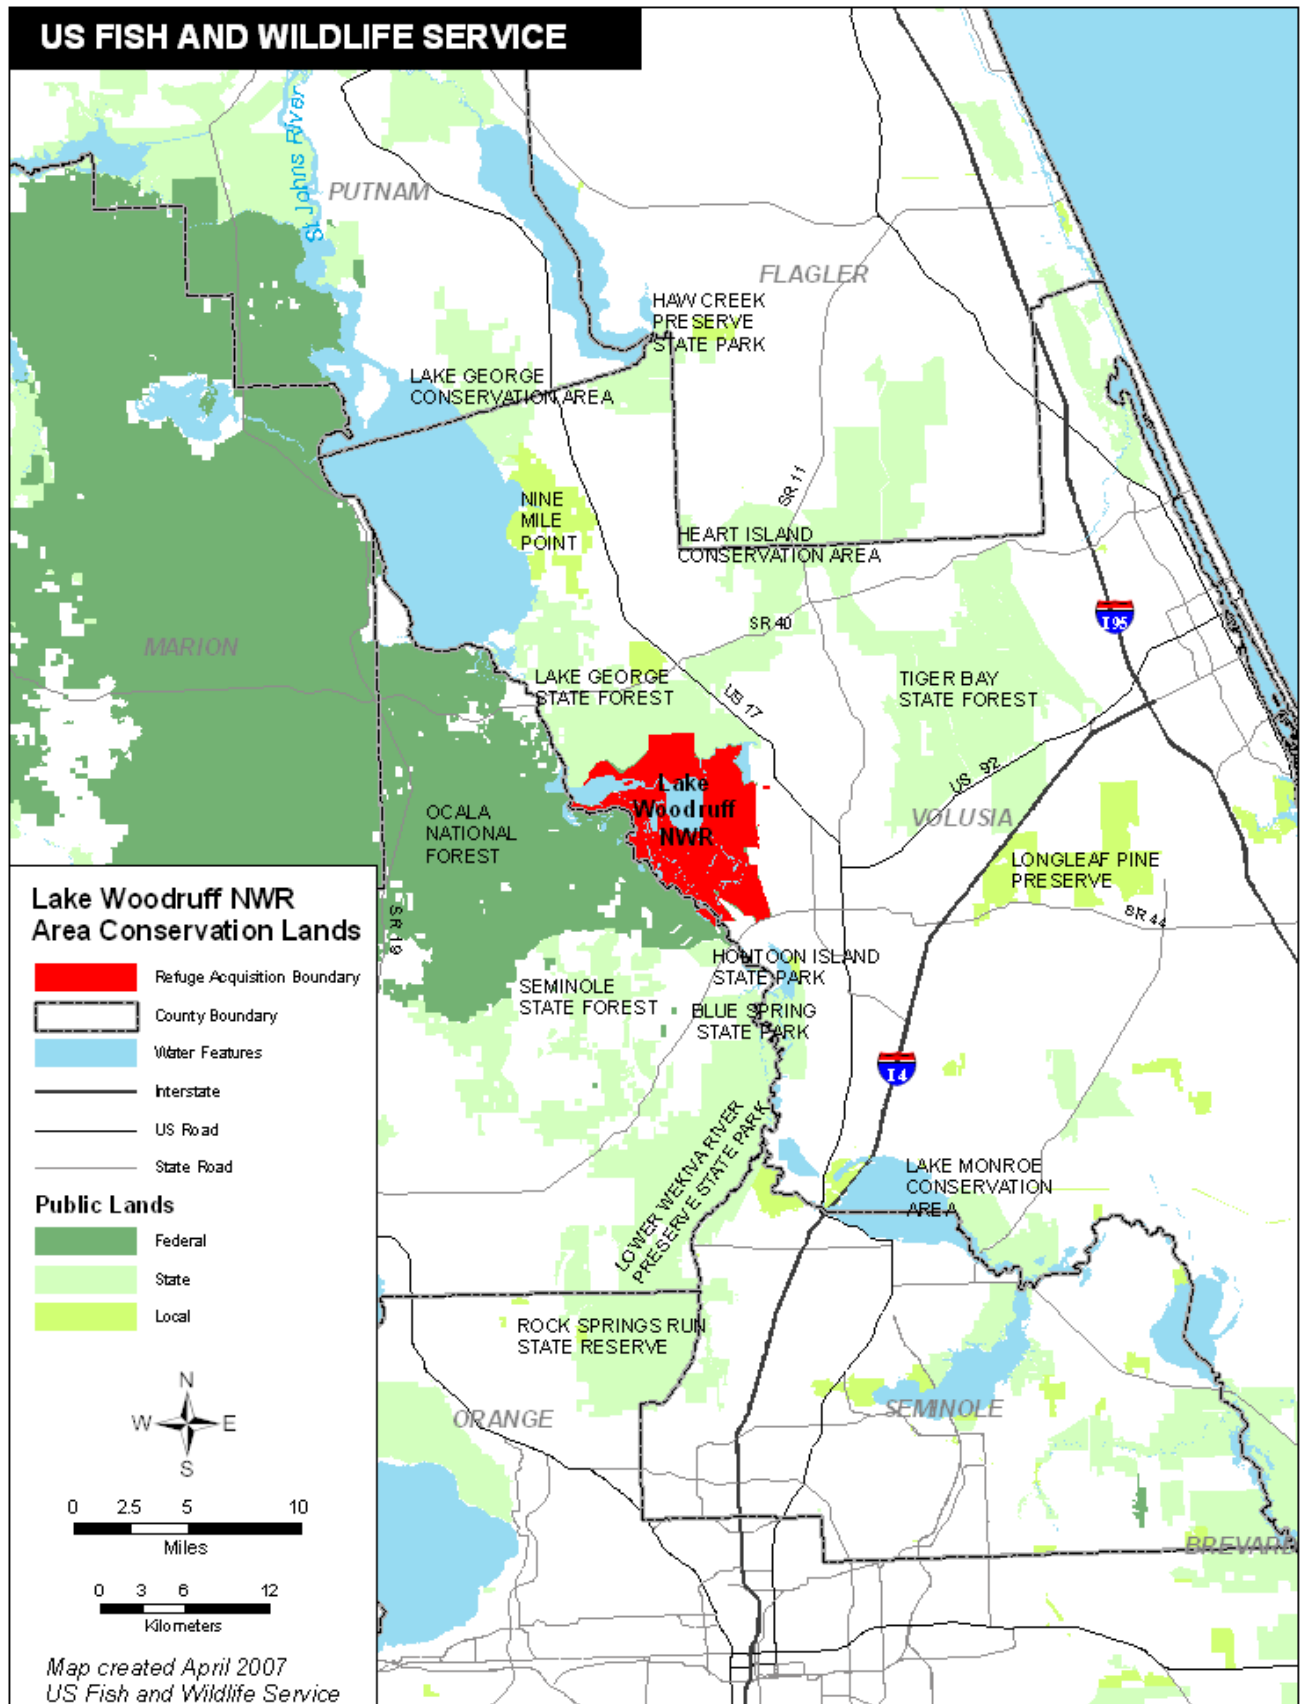 US FISH AND WILDLIFE SERVICE
St. Johns River
PUTNAM
FLAGLER
HAW CREEK
PRESERVE
STATE PARK
LAKE GEORGE
CONSERVATION AREA
NINE
MILE
POINT
SR 11
HEART ISLAND
CONSERVATION AREA
SR 40
I 95
MARION
LAKE GEORGE
STATE FOREST
US 17
TIGER BAY
STATE FOREST
US 92
Lake
Woodruff
NWR
VOLUSIA
OCALA
NATIONAL
FOREST
LONGLEAF PINE
PRESERVE
SR 44
SR 19
HONTOON ISLAND
STATE PARK
SEMINOLE
STATE FOREST
BLUE SPRING
STATE PARK
I 4
LOWER WEKIVA RIVER
PRESERVE STATE PARK
LAKE MONROE
CONSERVATION
AREA
ROCK SPRINGS RUN
STATE RESERVE
ORANGE
SEMINOLE
BREVARD
Lake Woodruff NWR
Area Conservation Lands
Refuge Acquisition Boundary
County Boundary
Water Features
Interstate
US Road
State Road
Public Lands
Federal
State
Local
N
W E
S
0 2.5 5 10
Miles
0 3 6 12
Kilometers
Map created April 2007
US Fish and Wildlife Service